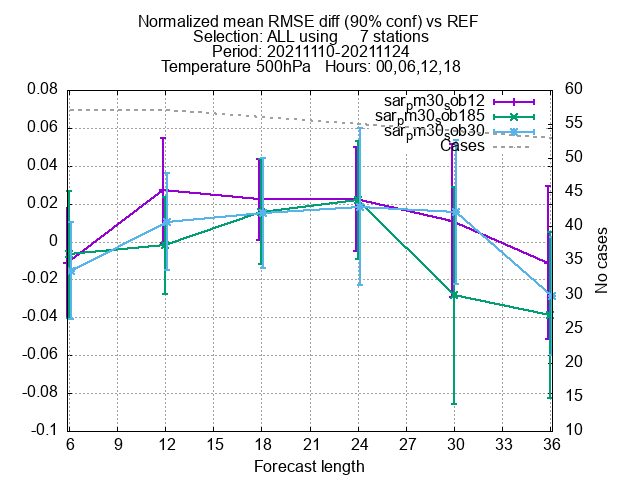 Normalized mean RMSE diff (90% conf) vs REF
Selection: ALL using 7 stations
Period: 20211110-20211124
Temperature 500hPa Hours: 00,06,12,18
sarpm30sob12
sarpm30sob185
sarpm30sob30
Cases
0.08
0.06
0.04
0.02
0
-0.02
-0.04
-0.06
-0.08
-0.1
60
55
50
45
40
35
30
25
20
15
10
No cases
6 9 12 15 18 21 24 27 30 33 36
Forecast length